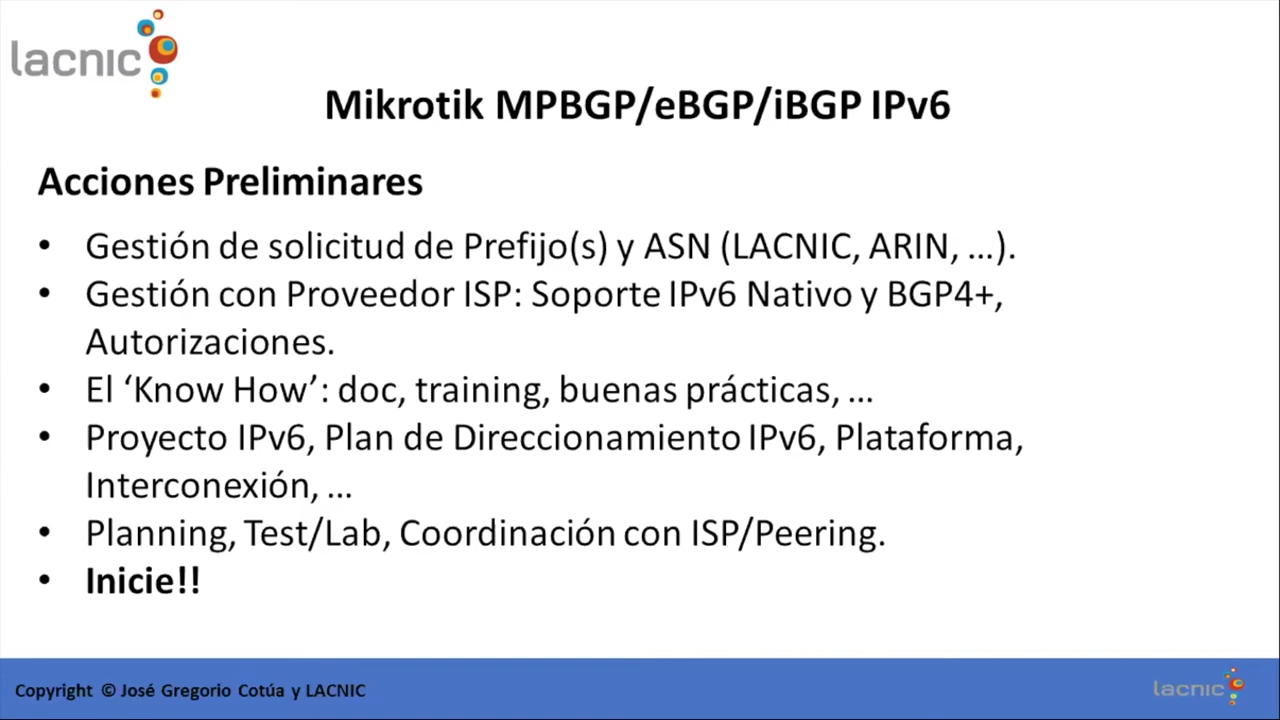 lacnic
Mikrotik MPBGP/eBGP/iBGP IPv6
Acciones Preliminares
• Gestión de solicitud de Prefijo(s) y ASN (LACNIC, ARIN, ...).
• Gestión con Proveedor ISP: Soporte IPv6 Nativo y BGP4+,
Autorizaciones.
• El ‘Know How’: doc, training, buenas prácticas, ...
• Proyecto IPv6, Plan de Direccionamiento IPv6, Plataforma,
Interconexión, ...
• Planning, Test/Lab, Coordinación con ISP/Peering.
• Inicie!!
Copyright © José Gregorio Cotúa y LACNIC
lacnic